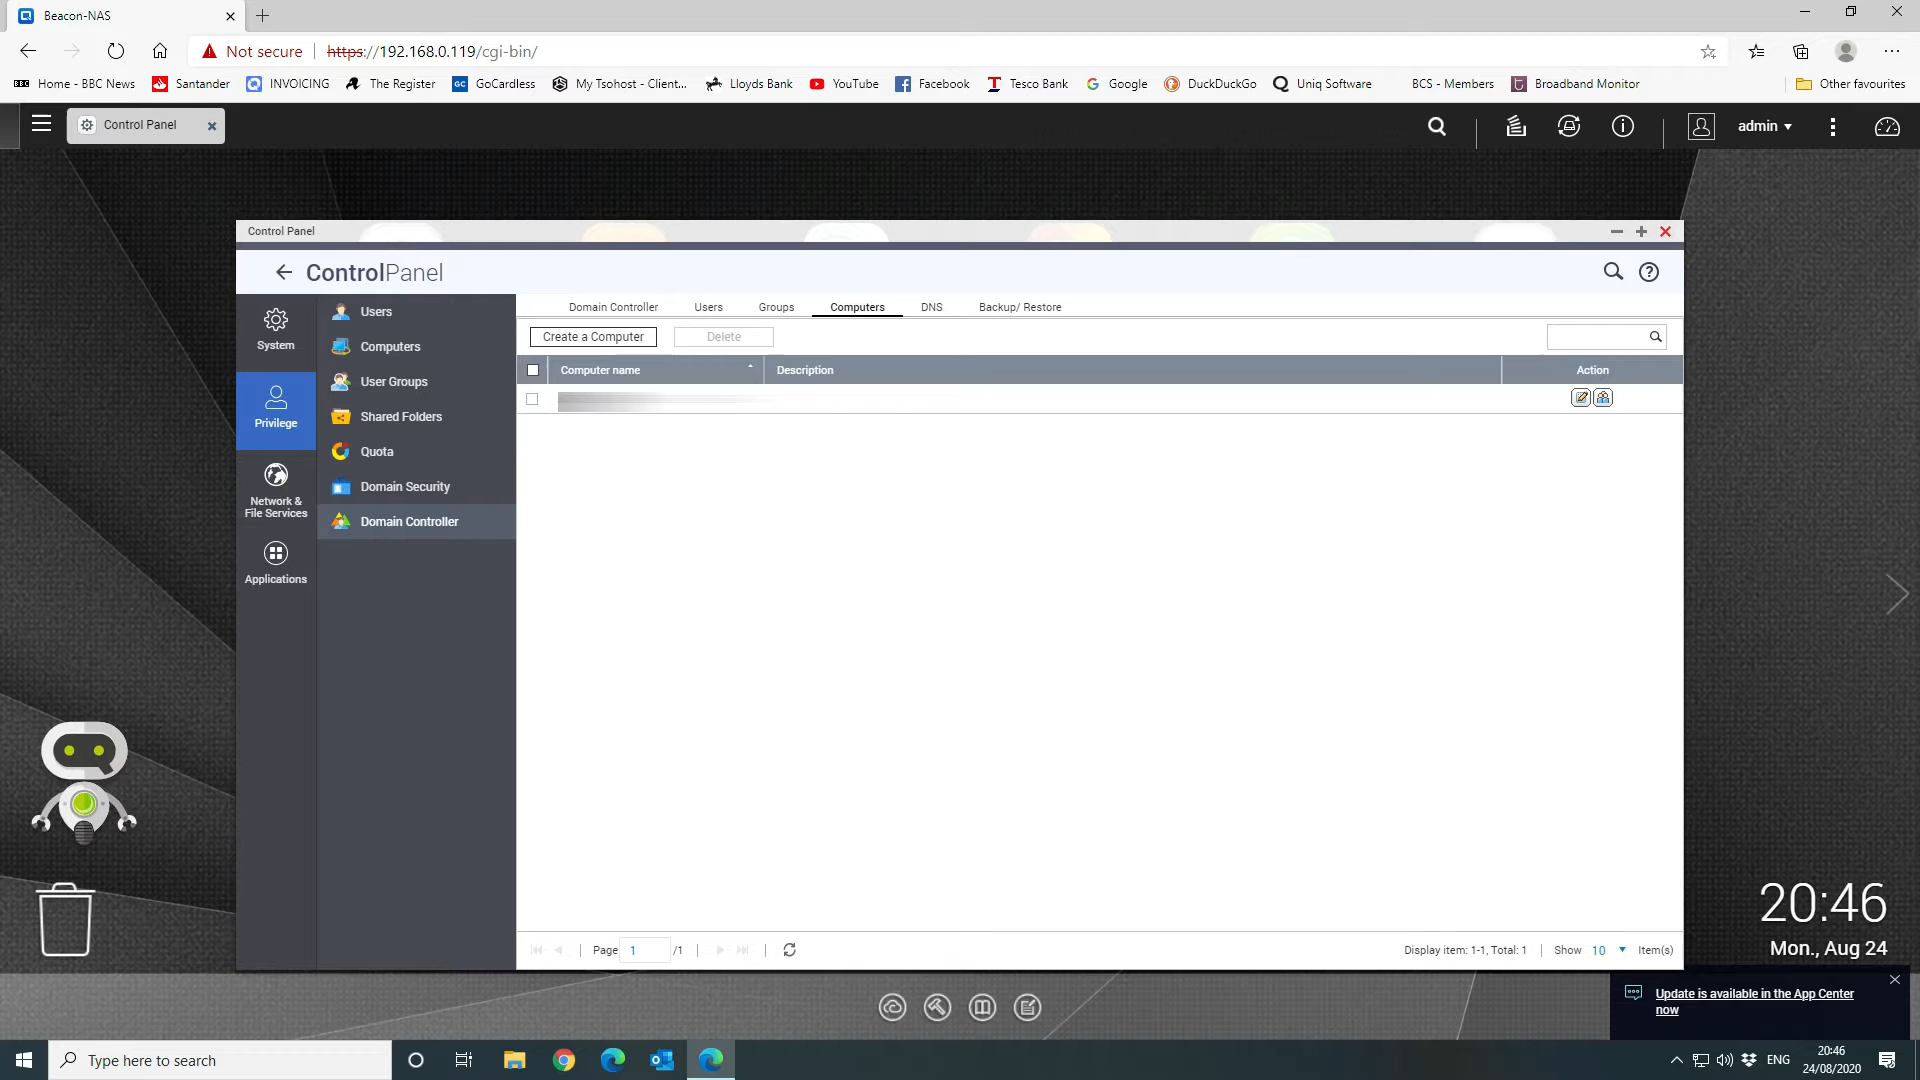 Beacon-NAS
Not secure
https://192.168.0.119/cgi-bin/
Home - BBC News
Santander
INVOICING
The Register
GoCardless
My Tsohost - Client...
Lloyds Bank
YouTube
Facebook
Tesco Bank
Google
DuckDuckGo
Uniq Software
BCS - Members
Broadband Monitor
Other favourites
Control Panel
admin
Control Panel
ControlPanel
System
Privilege
Network &
File Services
Applications
Users
Computers
User Groups
Shared Folders
Quota
Domain Security
Domain Controller
Domain Controller
Users
Groups
Computers
DNS
Backup/ Restore
Create a Computer
Delete
Computer name
Description
Action
Page 1 /1
Display item: 1-1, Total: 1
Show 10 Item(s)
20:46
Mon., Aug 24
Update is available in the App Center
now
Type here to search
ENG
20:46
24/08/2020